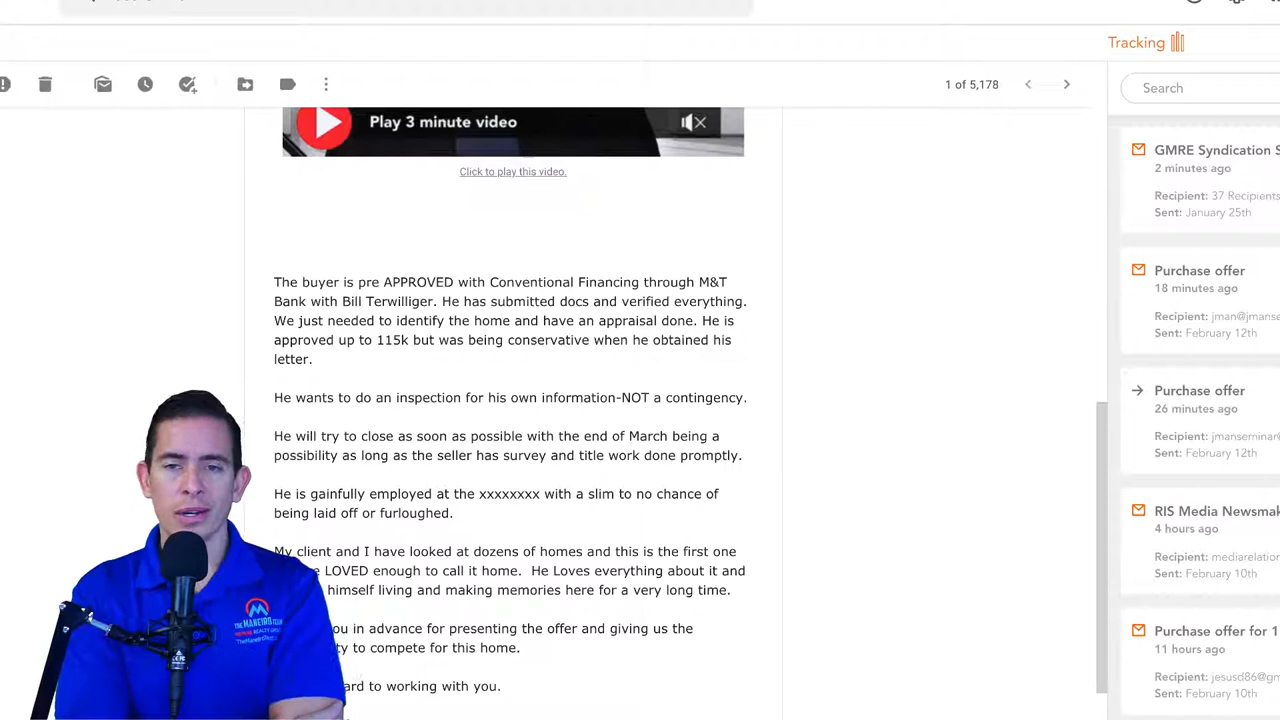 Tracking
1 of 5,178
Search
Play 3 minute video
Click to play this video.
The buyer is pre APPROVED with Conventional Financing through M&T
Bank with Bill Terwilliger. He has submitted docs and verified everything.
We just needed to identify the home and have an appraisal done. He is
approved up to 115k but was being conservative when he obtained his
letter.
He wants to do an inspection for his own information-NOT a contingency.
He will try to close as soon as possible with the end of March being a
possibility as long as the seller has survey and title work done promptly.
He is gainfully employed at the xxxxxxxx with a slim to no chance of
being laid off or furloughed.
My client and I have looked at dozens of homes and this is the first one
LOVED enough to call it home. He Loves everything about it and
himself living and making memories here for a very long time.
in advance for presenting the offer and giving us the
to compete for this home.
to working with you.
GMRE Syndication
2 minutes ago
Recipient: 37 Recipients
Sent: January 25th
Purchase offer
18 minutes ago
Recipient: jman@jmanse
Sent: February 12th
Purchase offer
26 minutes ago
Recipient: jmanseminar
Sent: February 12th
RIS Media Newsmak
4 hours ago
Recipient: mediarelation
Sent: February 10th
Purchase offer for 1
11 hours ago
Recipient: jesusd86@gm
Sent: February 10th
THE MANEIRO TEAM